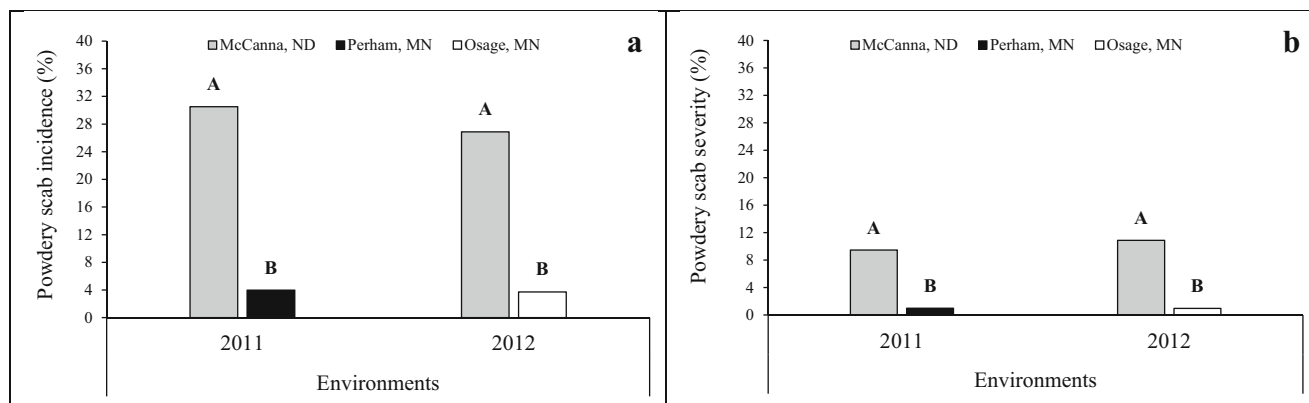 a
McCanna, ND Perham, MN Osage, MN
Powdery scab incidence (%)
40
36
32
28
24
20
16
12
8
4
0
A
B
A
B
2011 2012
Environments
b
McCanna, ND Perham, MN Osage, MN
Powdery scab severity (%)
40
36
32
28
24
20
16
12
8
4
0
A
B
A
B
2011 2012
Environments